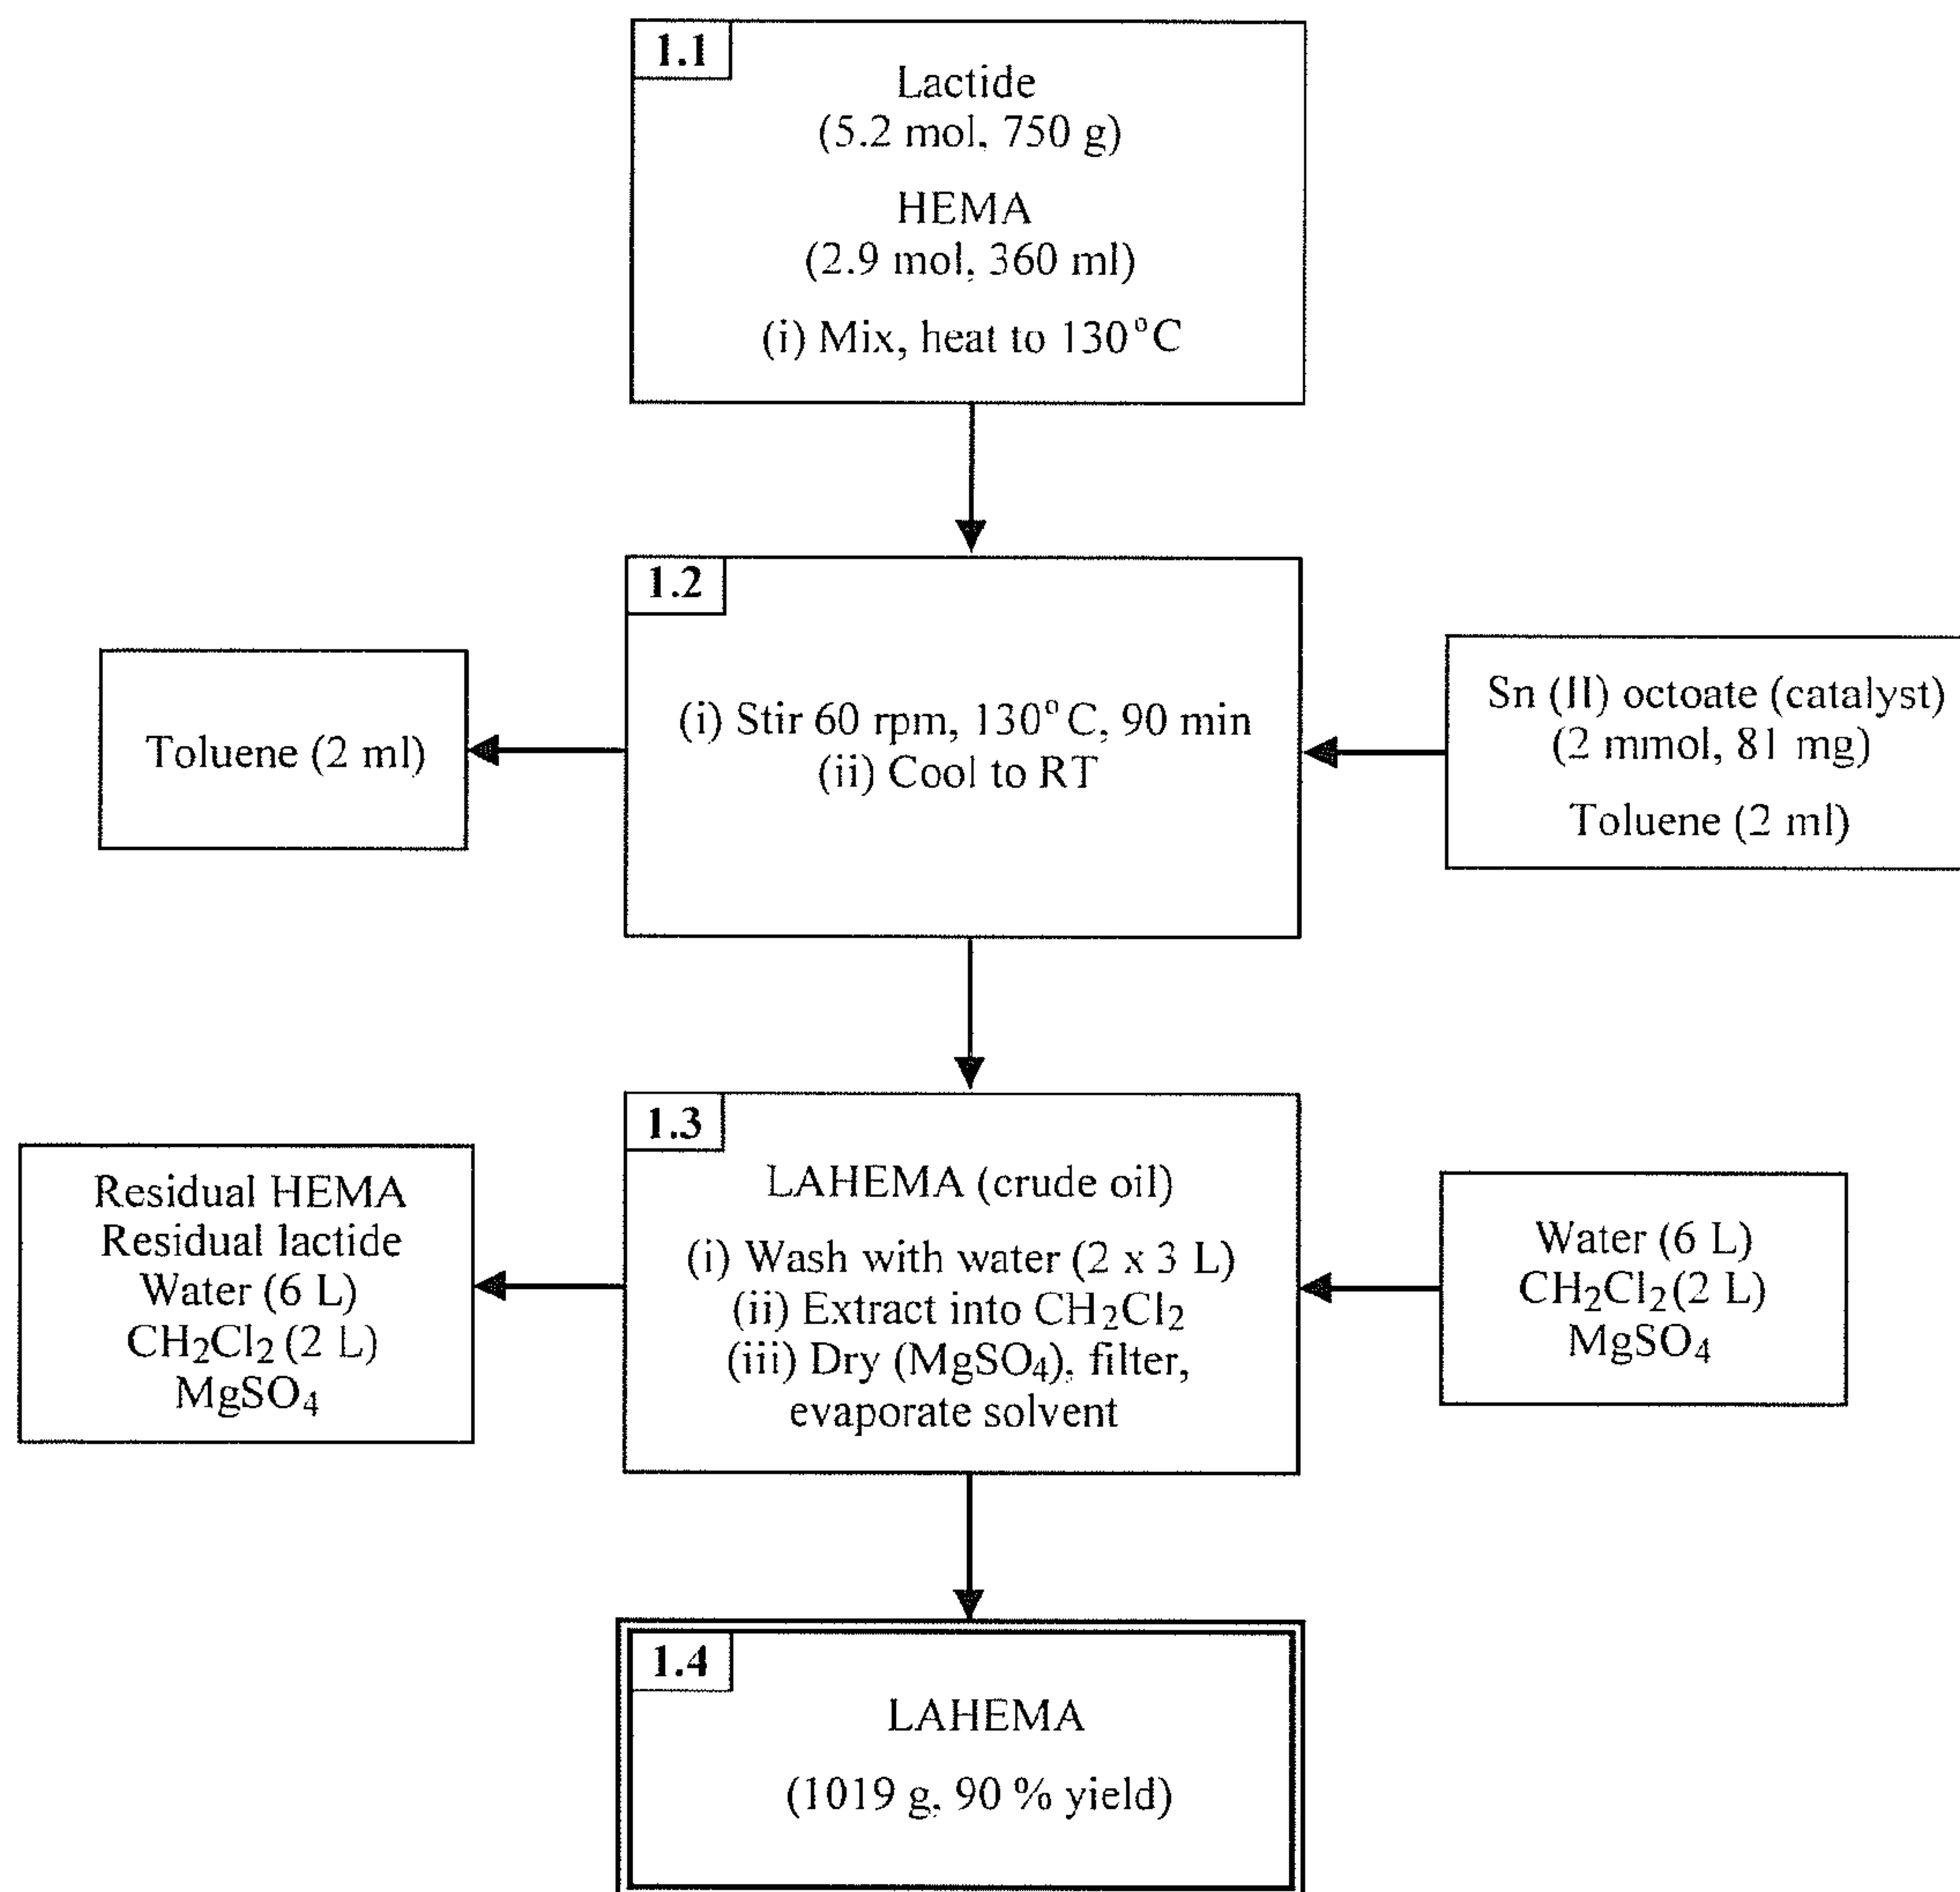 1.1
Lactide
(5.2 mol, 750 g)
HEMA
(2.9 mol, 360 ml)
(i) Mix, heat to 130°C
1.2
(i) Stir 60 rpm, 130°C, 90 min
(ii) Cool to RT
Toluene (2 ml)
Sn (II) octoate (catalyst)
(2 mmol, 81 mg)
Toluene (2 ml)
1.3
LAHEMA (crude oil)
(i) Wash with water (2 x 3 L)
(ii) Extract into CH₂Cl₂
(iii) Dry (MgSO₄), filter,
evaporate solvent
Residual HEMA
Residual lactide
Water (6 L)
CH₂Cl₂ (2 L)
MgSO₄
Water (6 L)
CH₂Cl₂ (2 L)
MgSO₄
1.4
LAHEMA
(1019 g, 90 % yield)